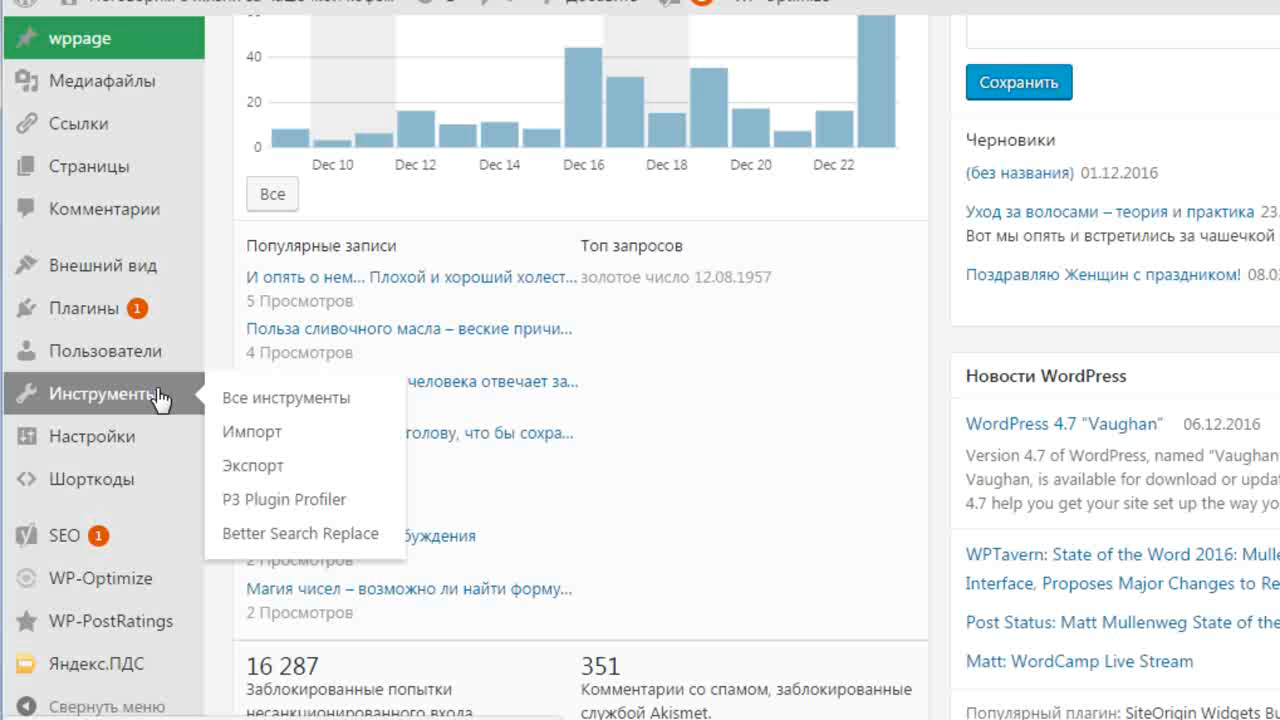 wppage
Медиафайлы
Ссылки
Страницы
Комментарии
Внешний вид
Плагины 1
Пользователи
Инструменты
Настройки
Шорткоды
SEO 1
WP-Optimize
WP-PostRatings
Яндекс.ПДС
Свернуть меню
Все инструменты
Импорт
Экспорт
P3 Plugin Profiler
Better Search Replace
40
20
0
Dec 10 Dec 12 Dec 14 Dec 16 Dec 18 Dec 20 Dec 22
Все
Популярные записи
И опять о нем... Плохой и хороший холест...
5 Просмотров
Польза сливочного масла – веские причи...
4 Просмотров
человека отвечает за...
голову, что бы сохра...
буждения
2 Просмотров
Магия чисел – возможно ли найти форму...
2 Просмотров
Топ запросов
золотое число 12.08.1957
16 287
Заблокированные попытки
несанкционированного входа
351
Комментарии со спамом, заблокированные
службой Akismet.
Сохранить
Черновики
(без названия) 01.12.2016
Уход за волосами – теория и практика 23.
Вот мы опять и встретились за чашечкой
Поздравляю Женщин с праздником! 08.03
Новости WordPress
WordPress 4.7 “Vaughan” 06.12.2016
Version 4.7 of WordPress, named “Vaughan
Vaughan, is available for download or upda
4.7 help you get your site set up the way yo
WPTavern: State of the Word 2016: Mulle
Interface, Proposes Major Changes to Re
Post Status: Matt Mullenweg State of the
Matt: WordCamp Live Stream
Популярный плагин: SiteOrigin Widgets Bu